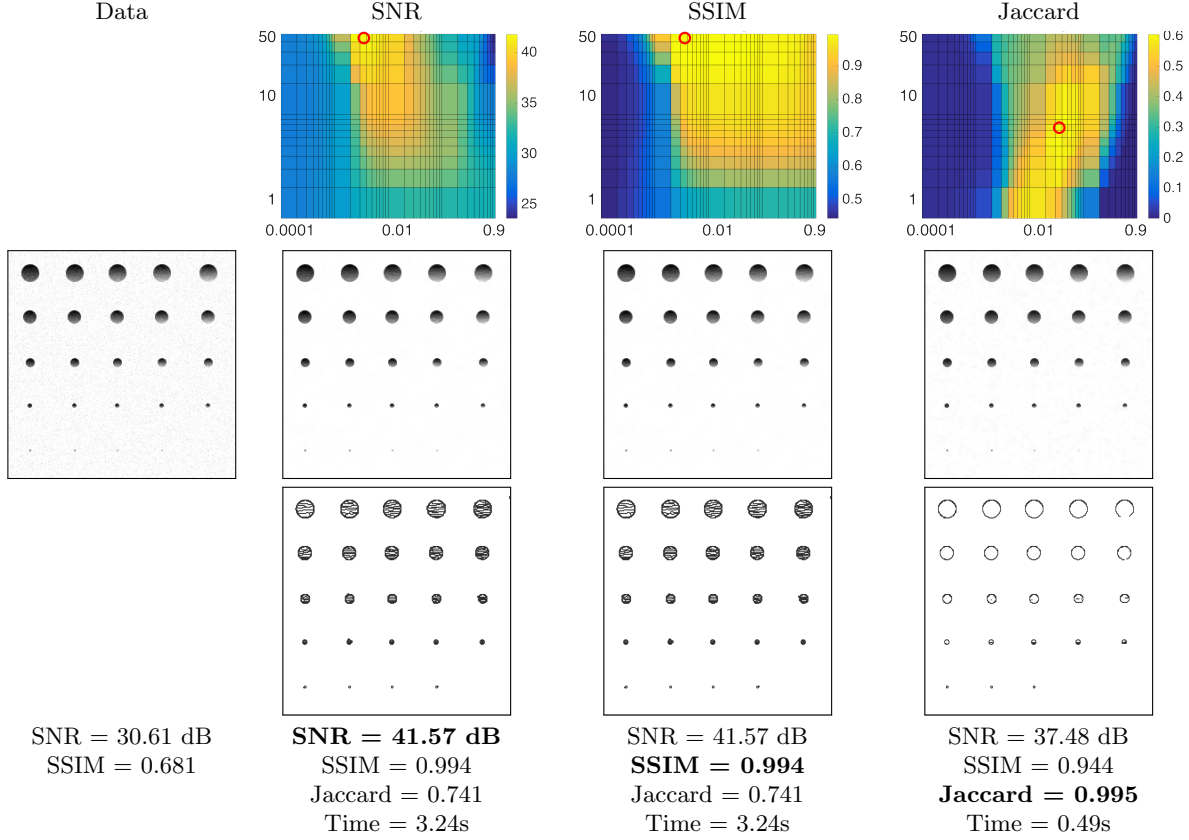 Data
SNR
SSIM
Jaccard
50
10
1
0.0001
0.01
0.9
40
35
30
25
50
10
1
0.0001
0.01
0.9
0.9
0.8
0.7
0.6
0.5
50
10
1
0.0001
0.01
0.9
0.6
0.5
0.4
0.3
0.2
0.1
0
SNR = 30.61 dB
SSIM = 0.681
SNR = 41.57 dB
SSIM = 0.994
Jaccard = 0.741
Time = 3.24s
SNR = 41.57 dB
SSIM = 0.994
Jaccard = 0.741
Time = 3.24s
SNR = 37.48 dB
SSIM = 0.944
Jaccard = 0.995
Time = 0.49s